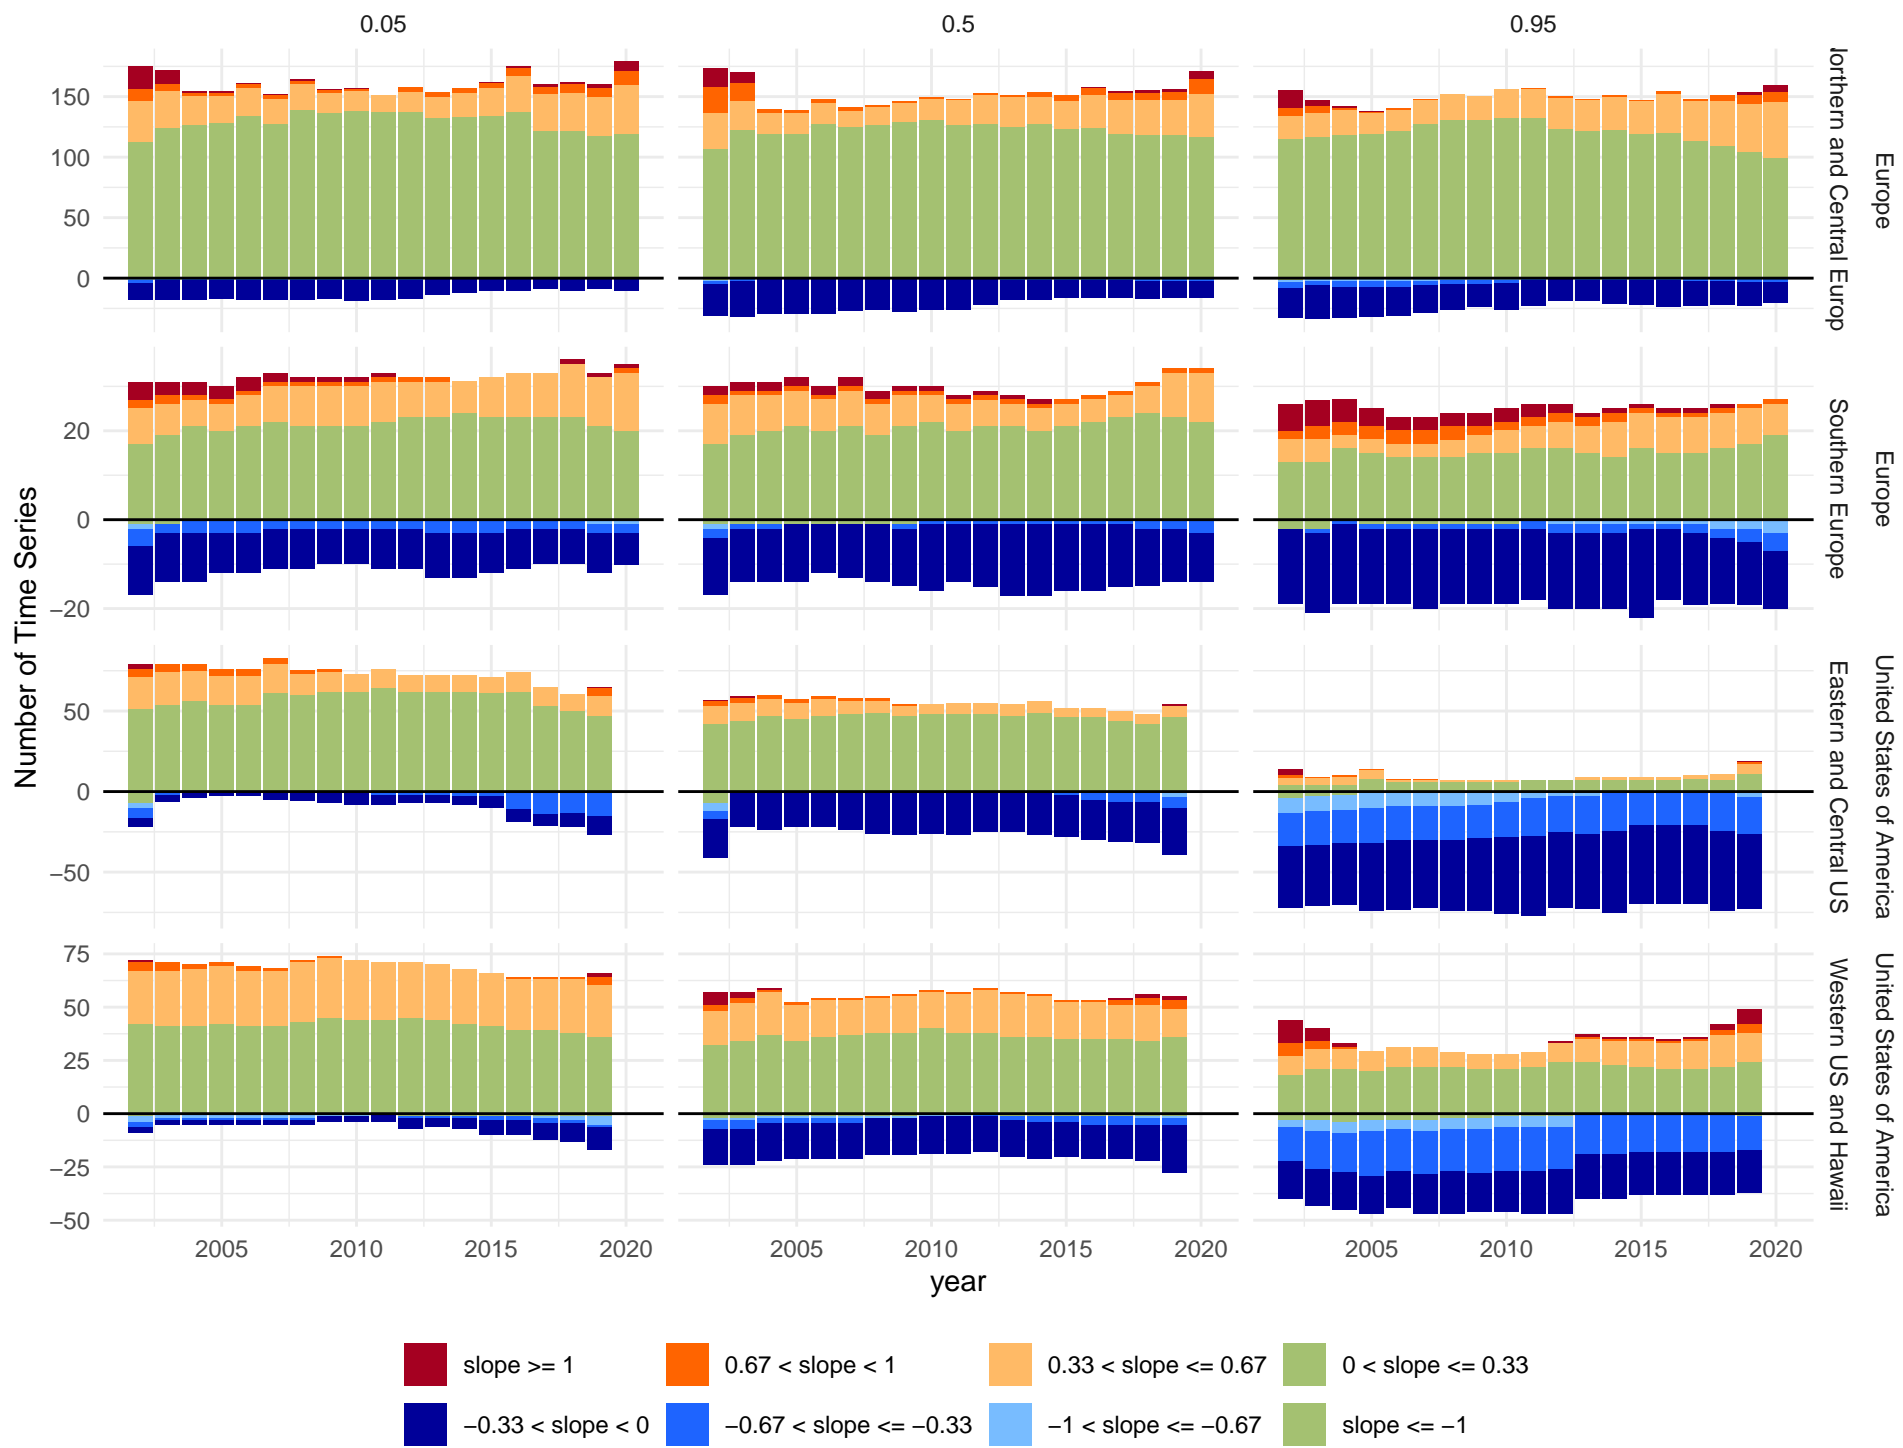 0.05
0.5
0.95
150
100
50
0
Northern and Central Europ
Europe
20
0
−20
Southern Europe
Europe
50
0
−50
Eastern and Central US
United States of America
75
50
25
0
−25
−50
Western US and Hawaii
United States of America
Number of Time Series
2005 2010 2015 2020
2005 2010 2015 2020
2005 2010 2015 2020
year
slope >= 1
0.67 < slope < 1
0.33 < slope <= 0.67
0 < slope <= 0.33
−0.33 < slope < 0
−0.67 < slope <= −0.33
−1 < slope <= −0.67
slope <= −1